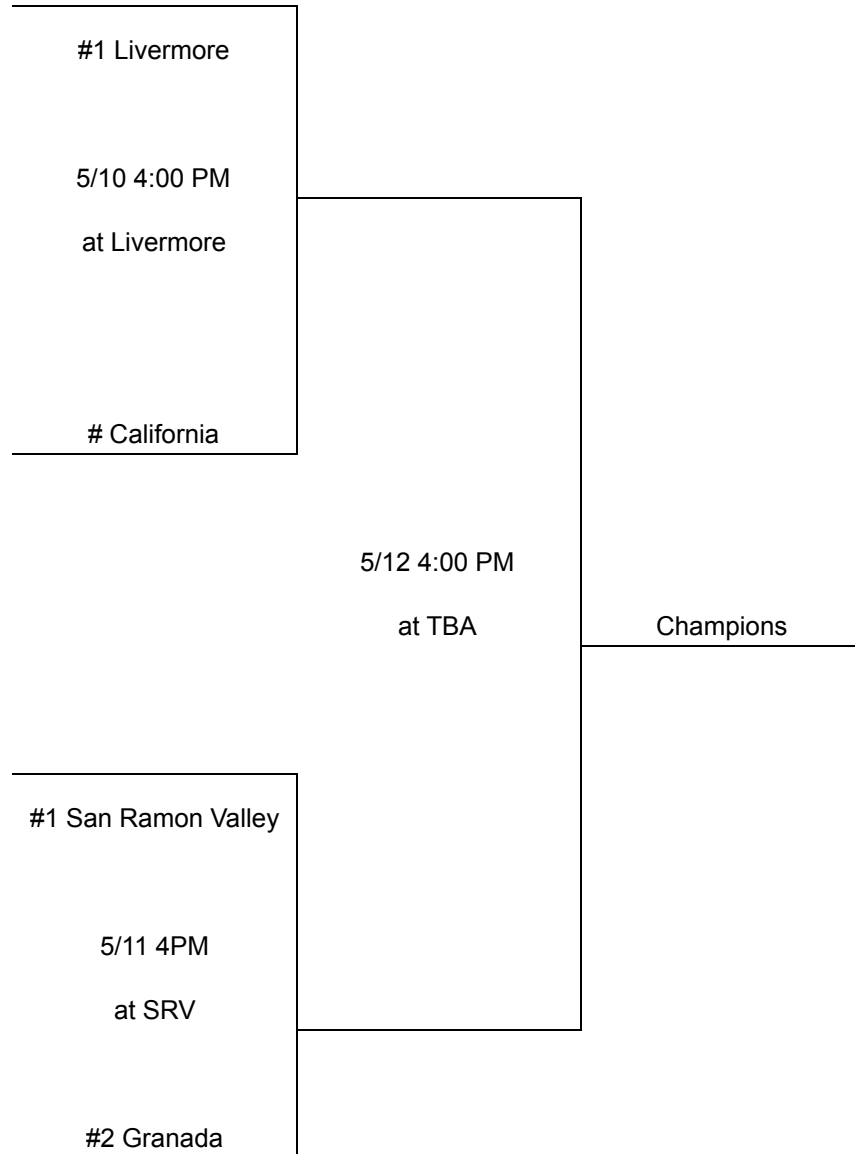 #1 Livermore
5/10 4:00 PM
at Livermore
# California
5/12 4:00 PM
at TBA
Champions
#1 San Ramon Valley
5/11 4PM
at SRV
#2 Granada